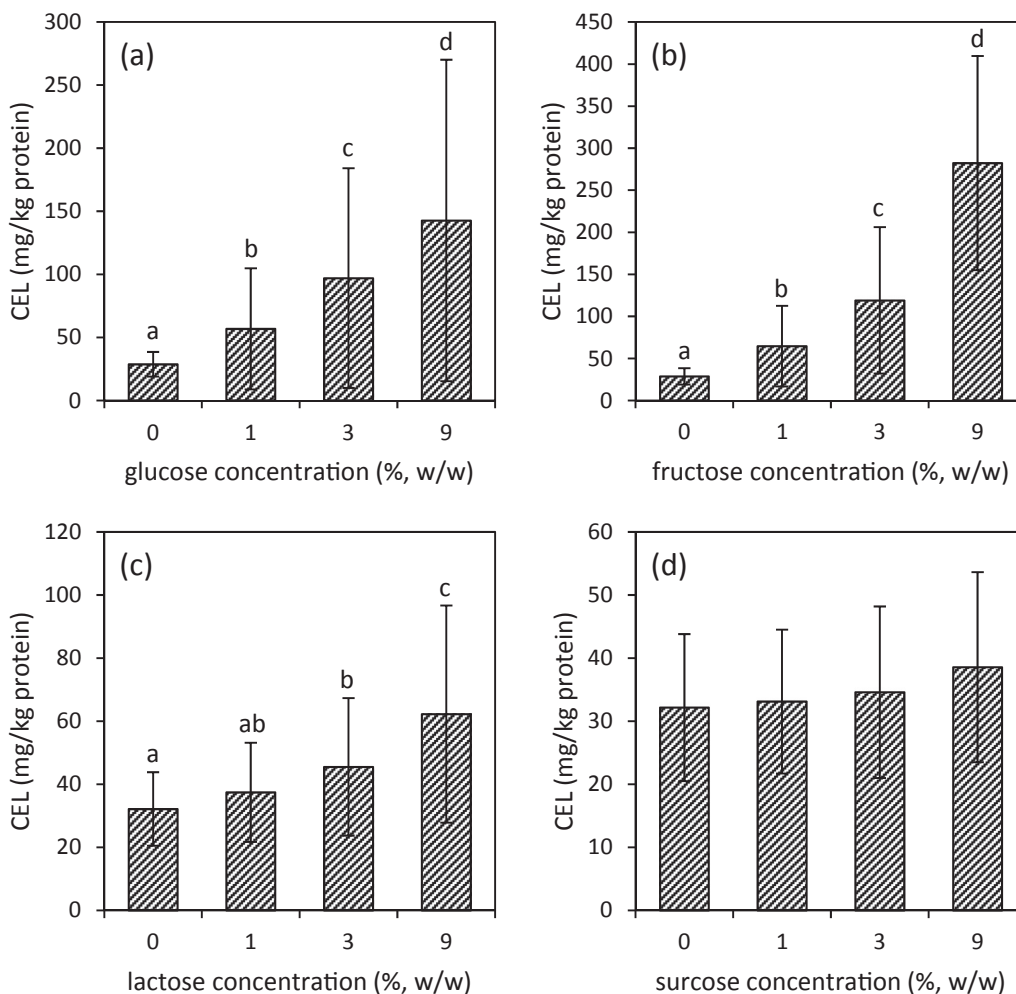 (a)
CEL (mg/kg protein)
300
250
200
150
100
50
0
a
b
c
d
0 1 3 9
glucose concentration (%, w/w)
(b)
CEL (mg/kg protein)
450
400
350
300
250
200
150
100
50
0
a
b
c
d
0 1 3 9
fructose concentration (%, w/w)
(c)
CEL (mg/kg protein)
120
100
80
60
40
20
0
a
ab
b
c
0 1 3 9
lactose concentration (%, w/w)
(d)
CEL (mg/kg protein)
60
50
40
30
20
10
0
0 1 3 9
surcose concentration (%, w/w)